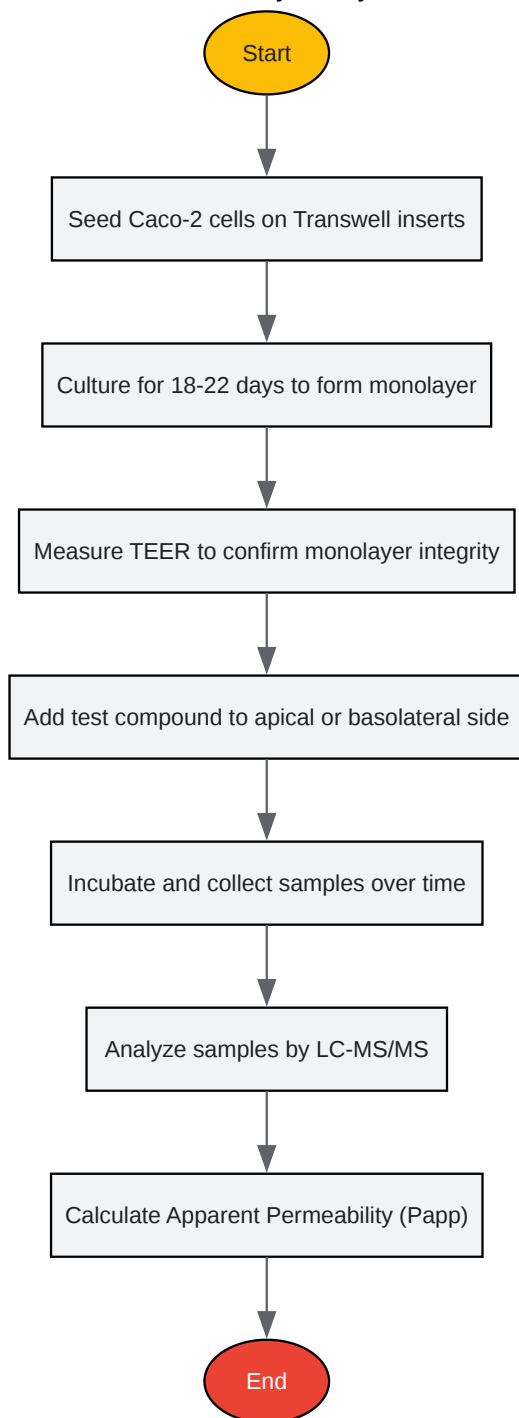 Start
Seed Caco-2 cells on Transwell inserts
Culture for 18-22 days to form monolayer
Measure TEER to confirm monolayer integrity
Add test compound to apical or basolateral side
Incubate and collect samples over time
Analyze samples by LC-MS/MS
Calculate Apparent Permeability (Papp)
End